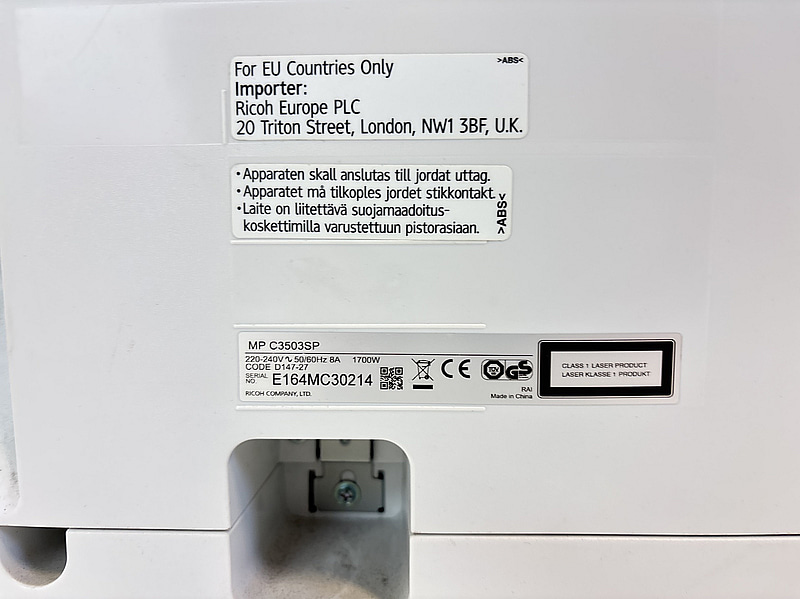 For EU Countries Only
>ABS<
Importer:
Ricoh Europe PLC
20 Triton Street, London, NW1 3BF, U.K.
•Apparaten skall anslutas till jordat uttag.
•Apparatet må tilkoples jordet stikkontakt.
•Laite on liitettävä suojamaadoitus-
koskettimilla varustettuun pistorasiaan.
>ABS<
MP C3503SP
220-240V∿ 50/60Hz 8A 1700W
CODE D147-27
SERIAL NO. E164MC30214
RICOH COMPANY, LTD.
CE
TÜV GS
RAI
Made in China
CLASS 1 LASER PRODUCT
LASER KLASSE 1 PRODUKT